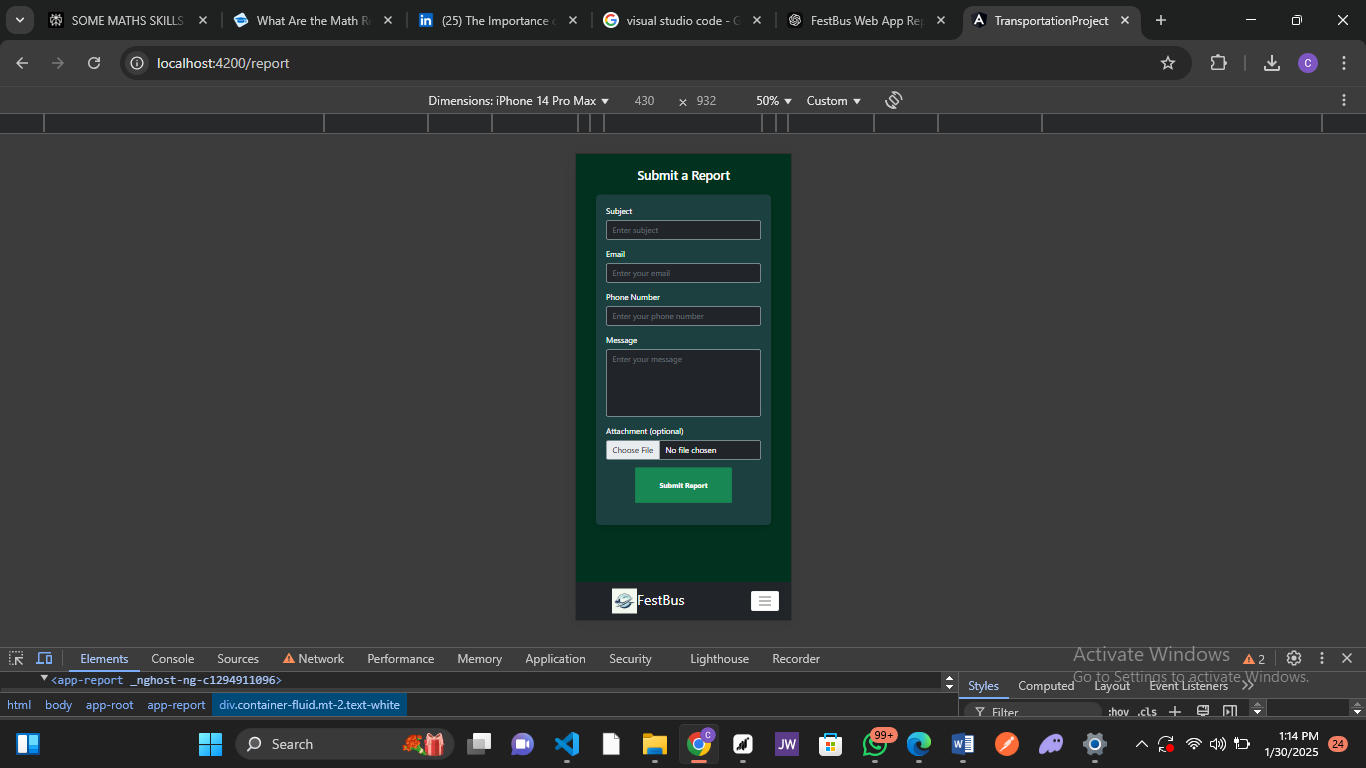 SOME MATHS SKILLS
What Are the Math R
(25) The Importance o
visual studio code - G
FestBus Web App Rep
TransportationProject
localhost:4200/report
Dimensions: iPhone 14 Pro Max 430 × 932 50% Custom
Submit a Report
Subject
Enter subject
Email
Enter your email
Phone Number
Enter your phone number
Message
Enter your message
Attachment (optional)
Choose File No file chosen
Submit Raport
FestBus
Elements Console Sources Network Performance Memory Application Security Lighthouse Recorder 2
Activate Windows
Go to Settings to activate Windows.
<app-report _nghost-ng-c1294911096>
Styles Computed Layout Event Listeners
html body app-root app-report div.container-fluid.mt-2.text-white
Filter :hov .cls
Search
JW
99+
1:14 PM
1/30/2025
24